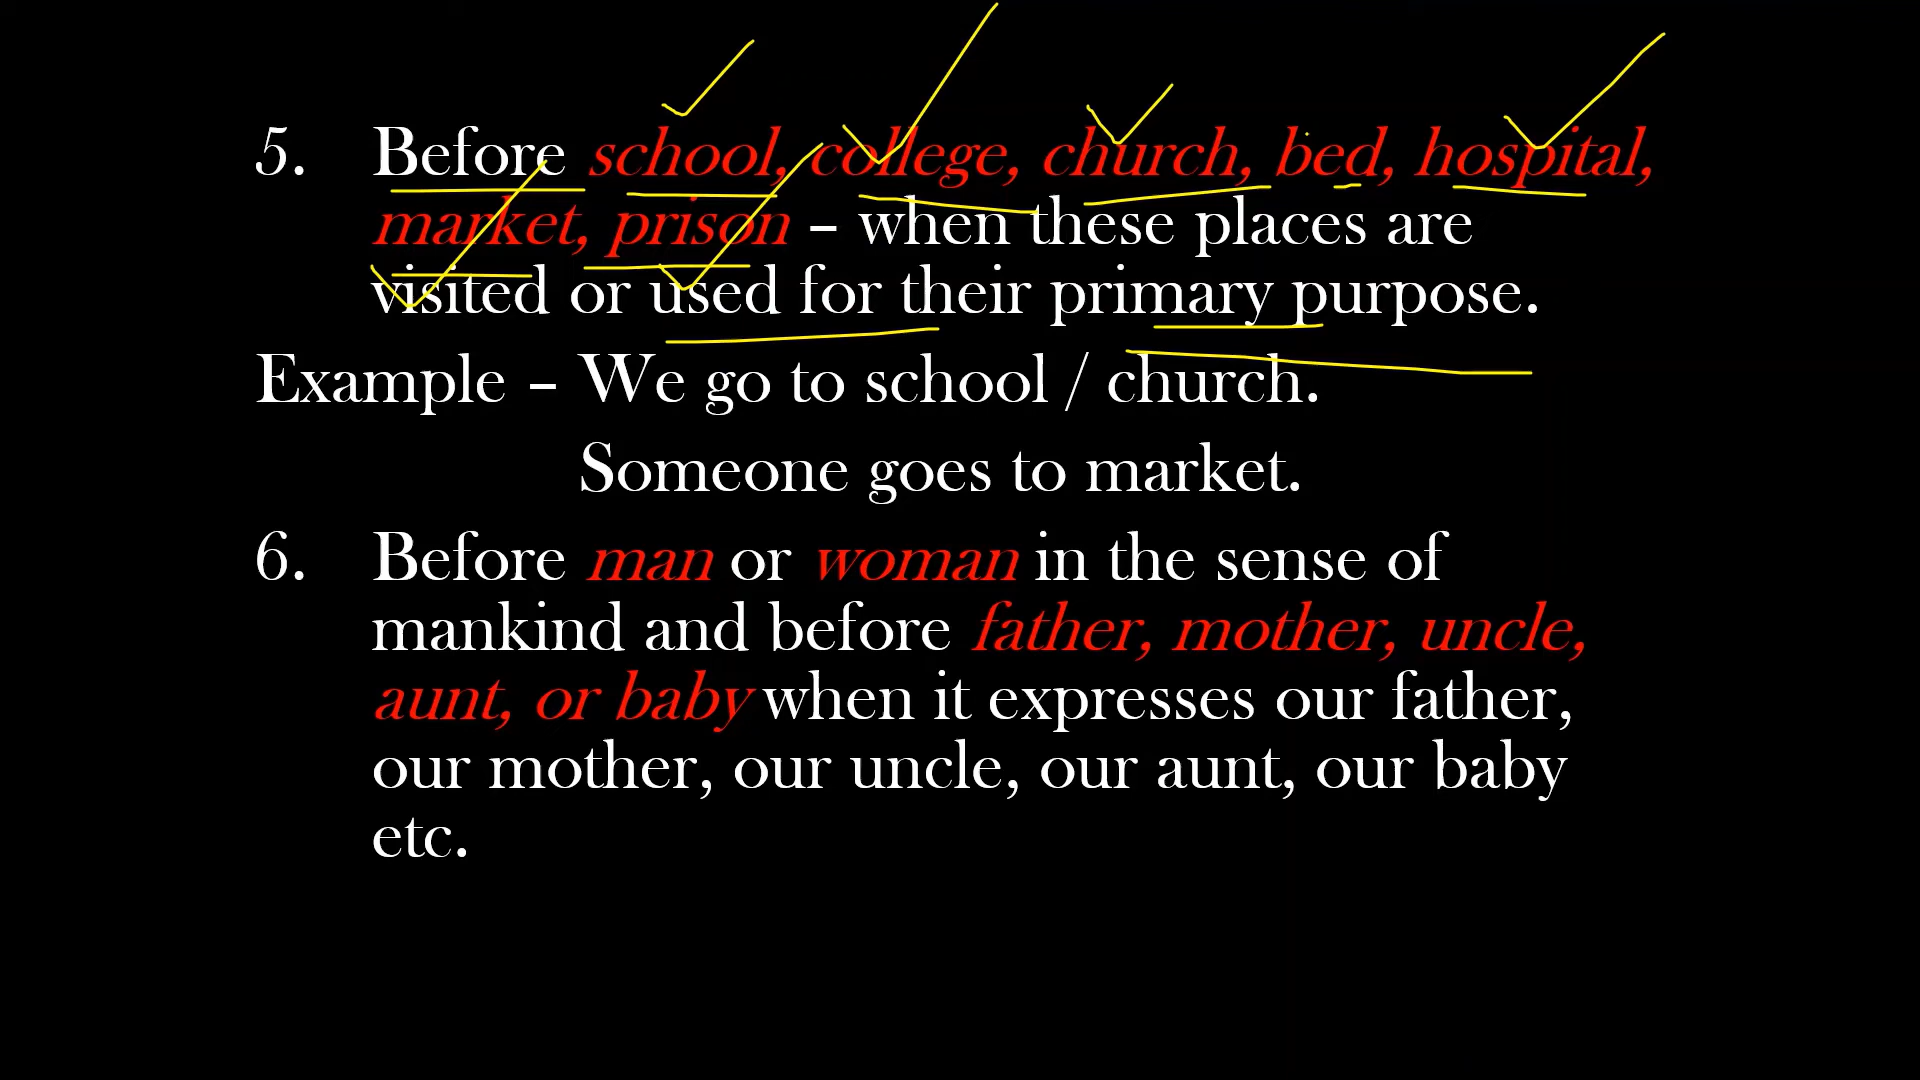 5. Before school, college, church, bed, hospital,
market, prison – when these places are
visited or used for their primary purpose.
Example – We go to school / church.
Someone goes to market.
6. Before man or woman in the sense of
mankind and before father, mother, uncle,
aunt, or baby when it expresses our father,
our mother, our uncle, our aunt, our baby
etc.